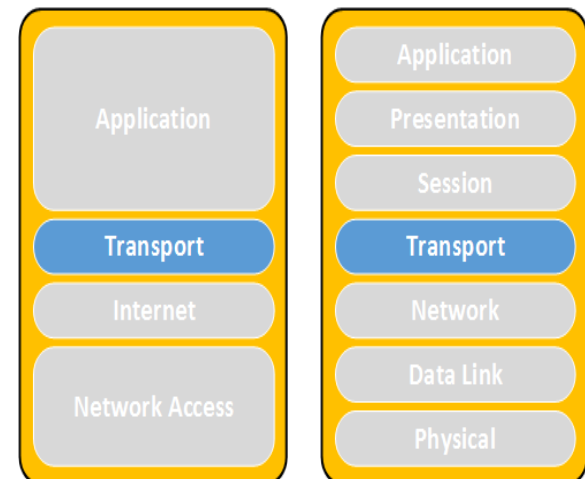 Application
Transport
Internet
Network Access
Application
Presentation
Session
Transport
Network
Data Link
Physical